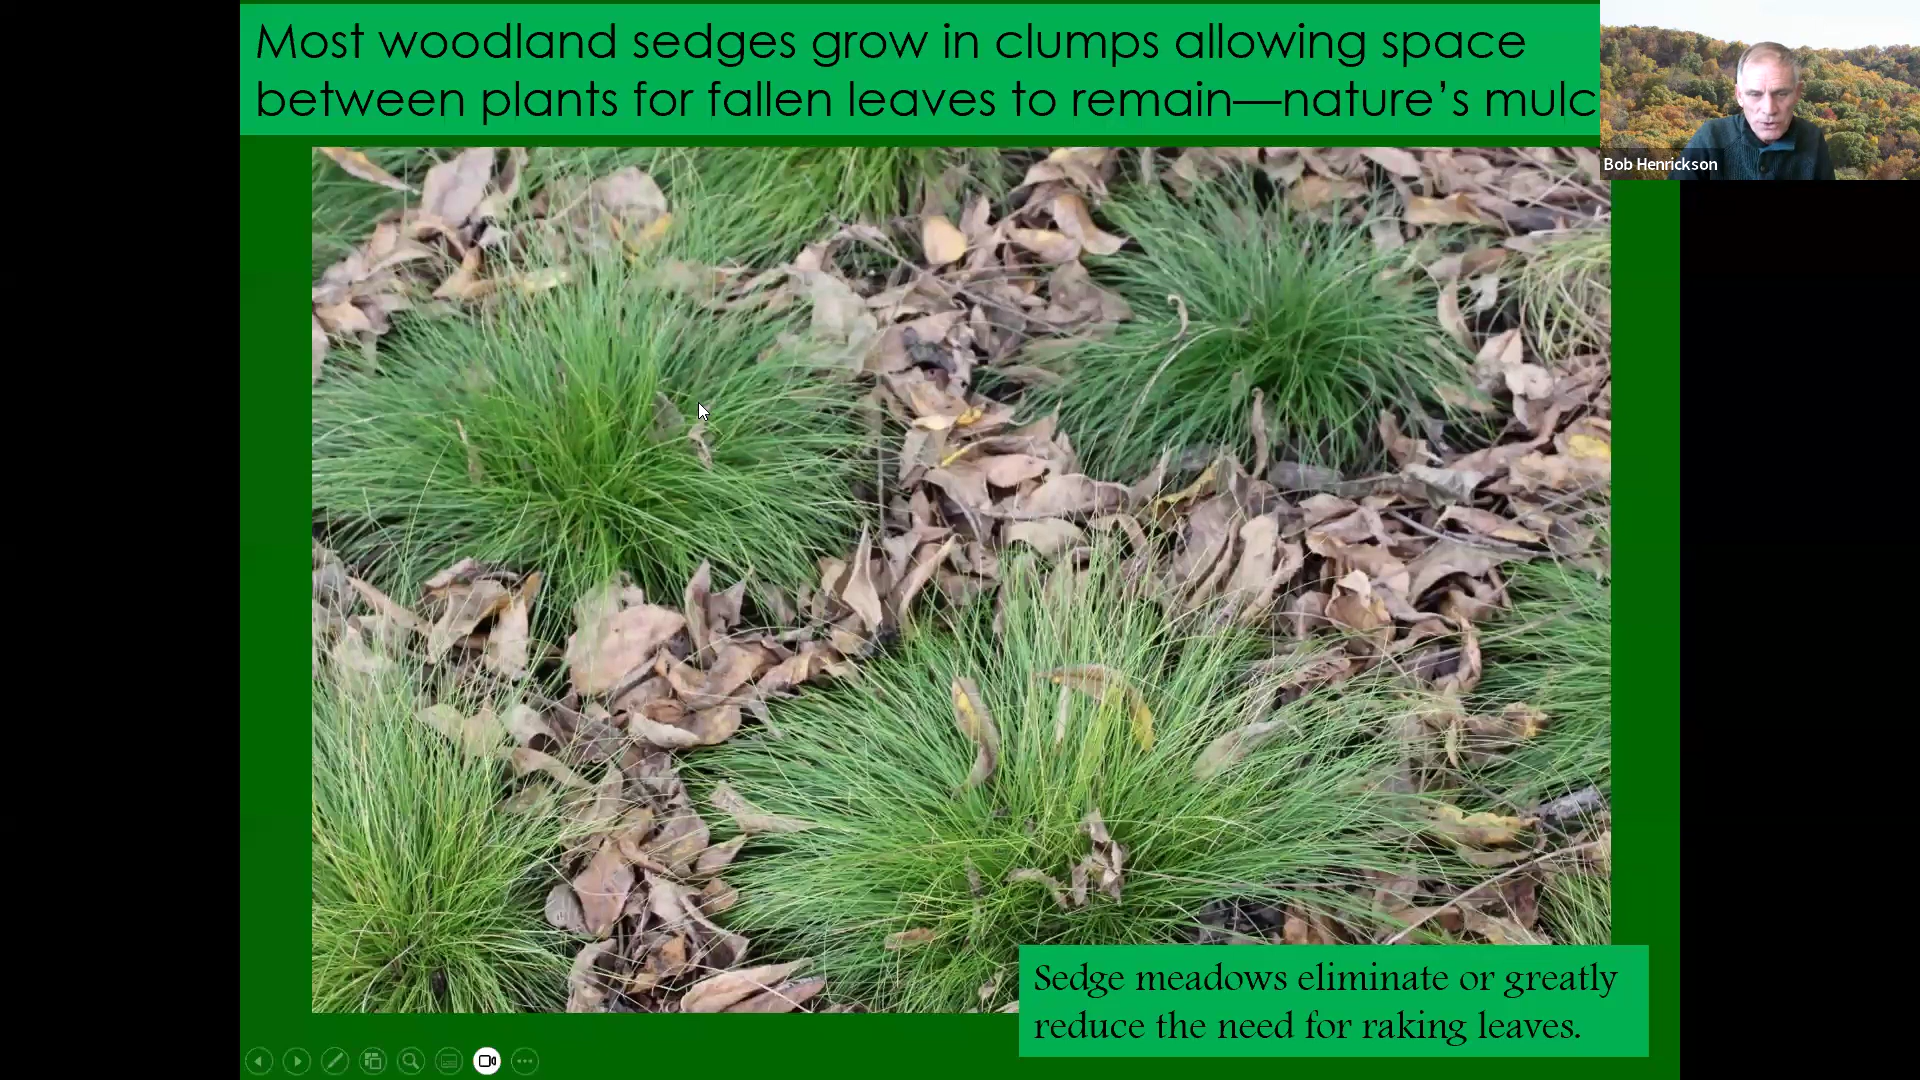 Most woodland sedges grow in clumps allowing space
between plants for fallen leaves to remain—nature’s mulc
Bob Henrickson
Sedge meadows eliminate or greatly
reduce the need for raking leaves.